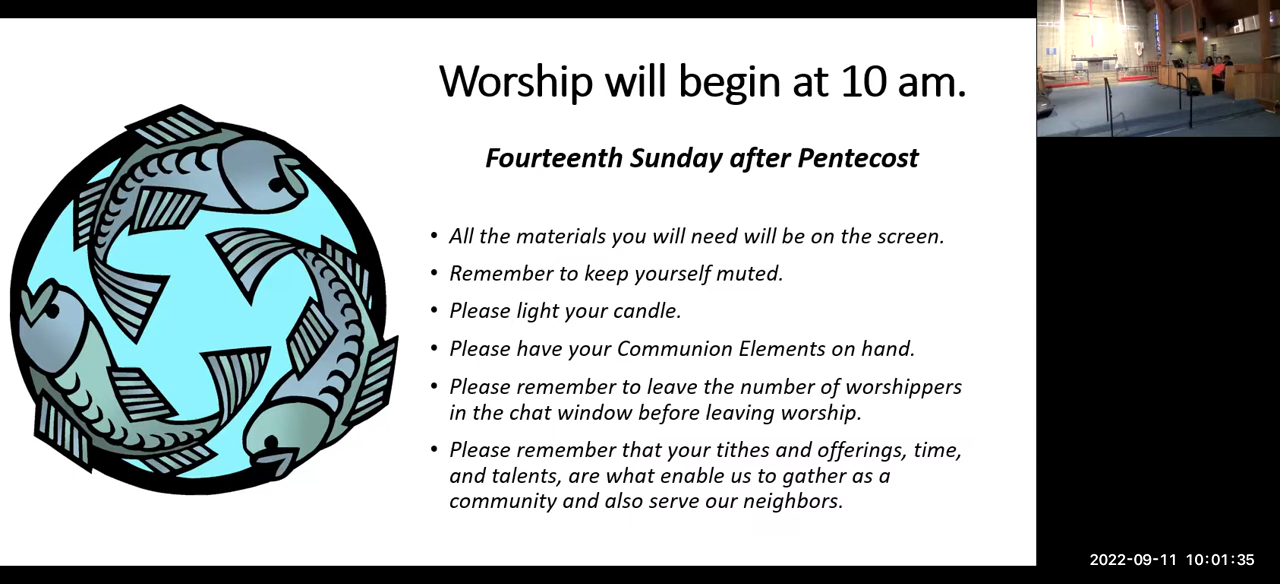 Worship will begin at 10 am.
Fourteenth Sunday after Pentecost
• All the materials you will need will be on the screen.
• Remember to keep yourself muted.
• Please light your candle.
• Please have your Communion Elements on hand.
• Please remember to leave the number of worshippers
in the chat window before leaving worship.
• Please remember that your tithes and offerings, time,
and talents, are what enable us to gather as a
community and also serve our neighbors.
2022-09-11 10:01:35